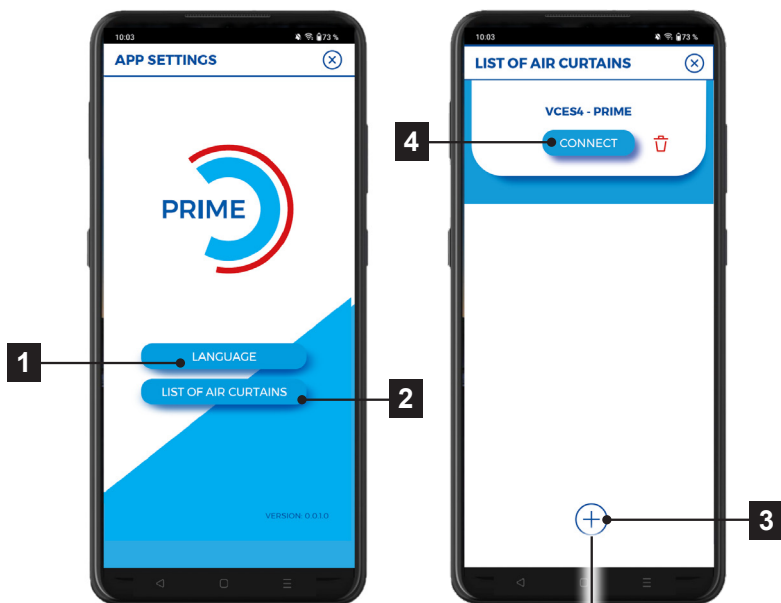 10:03
73 %
APP SETTINGS
PRIME
1
LANGUAGE
LIST OF AIR CURTAINS
2
VERSION: 0.0.1.0
10:03
73 %
LIST OF AIR CURTAINS
VCES4 - PRIME
4
CONNECT
3